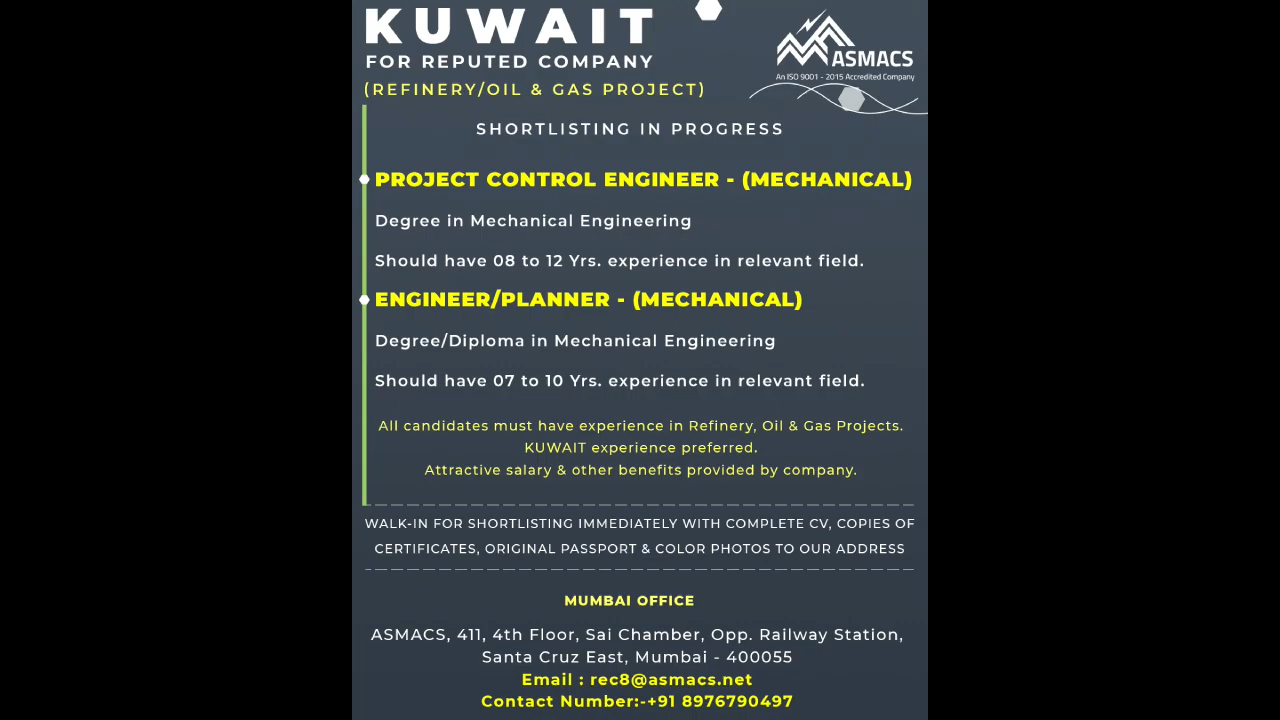 KUWAIT
FOR REPUTED COMPANY
(REFINERY/OIL & GAS PROJECT)
ASMACS
An ISO 9001 - 2015 Accredited Company
SHORTLISTING IN PROGRESS
PROJECT CONTROL ENGINEER - (MECHANICAL)
Degree in Mechanical Engineering
Should have 08 to 12 Yrs. experience in relevant field.
ENGINEER/PLANNER - (MECHANICAL)
Degree/Diploma in Mechanical Engineering
Should have 07 to 10 Yrs. experience in relevant field.
All candidates must have experience in Refinery, Oil & Gas Projects.
KUWAIT experience preferred.
Attractive salary & other benefits provided by company.
WALK-IN FOR SHORTLISTING IMMEDIATELY WITH COMPLETE CV, COPIES OF
CERTIFICATES, ORIGINAL PASSPORT & COLOR PHOTOS TO OUR ADDRESS
MUMBAI OFFICE
ASMACS, 411, 4th Floor, Sai Chamber, Opp. Railway Station,
Santa Cruz East, Mumbai - 400055
Email : rec8@asmacs.net
Contact Number:-+91 8976790497